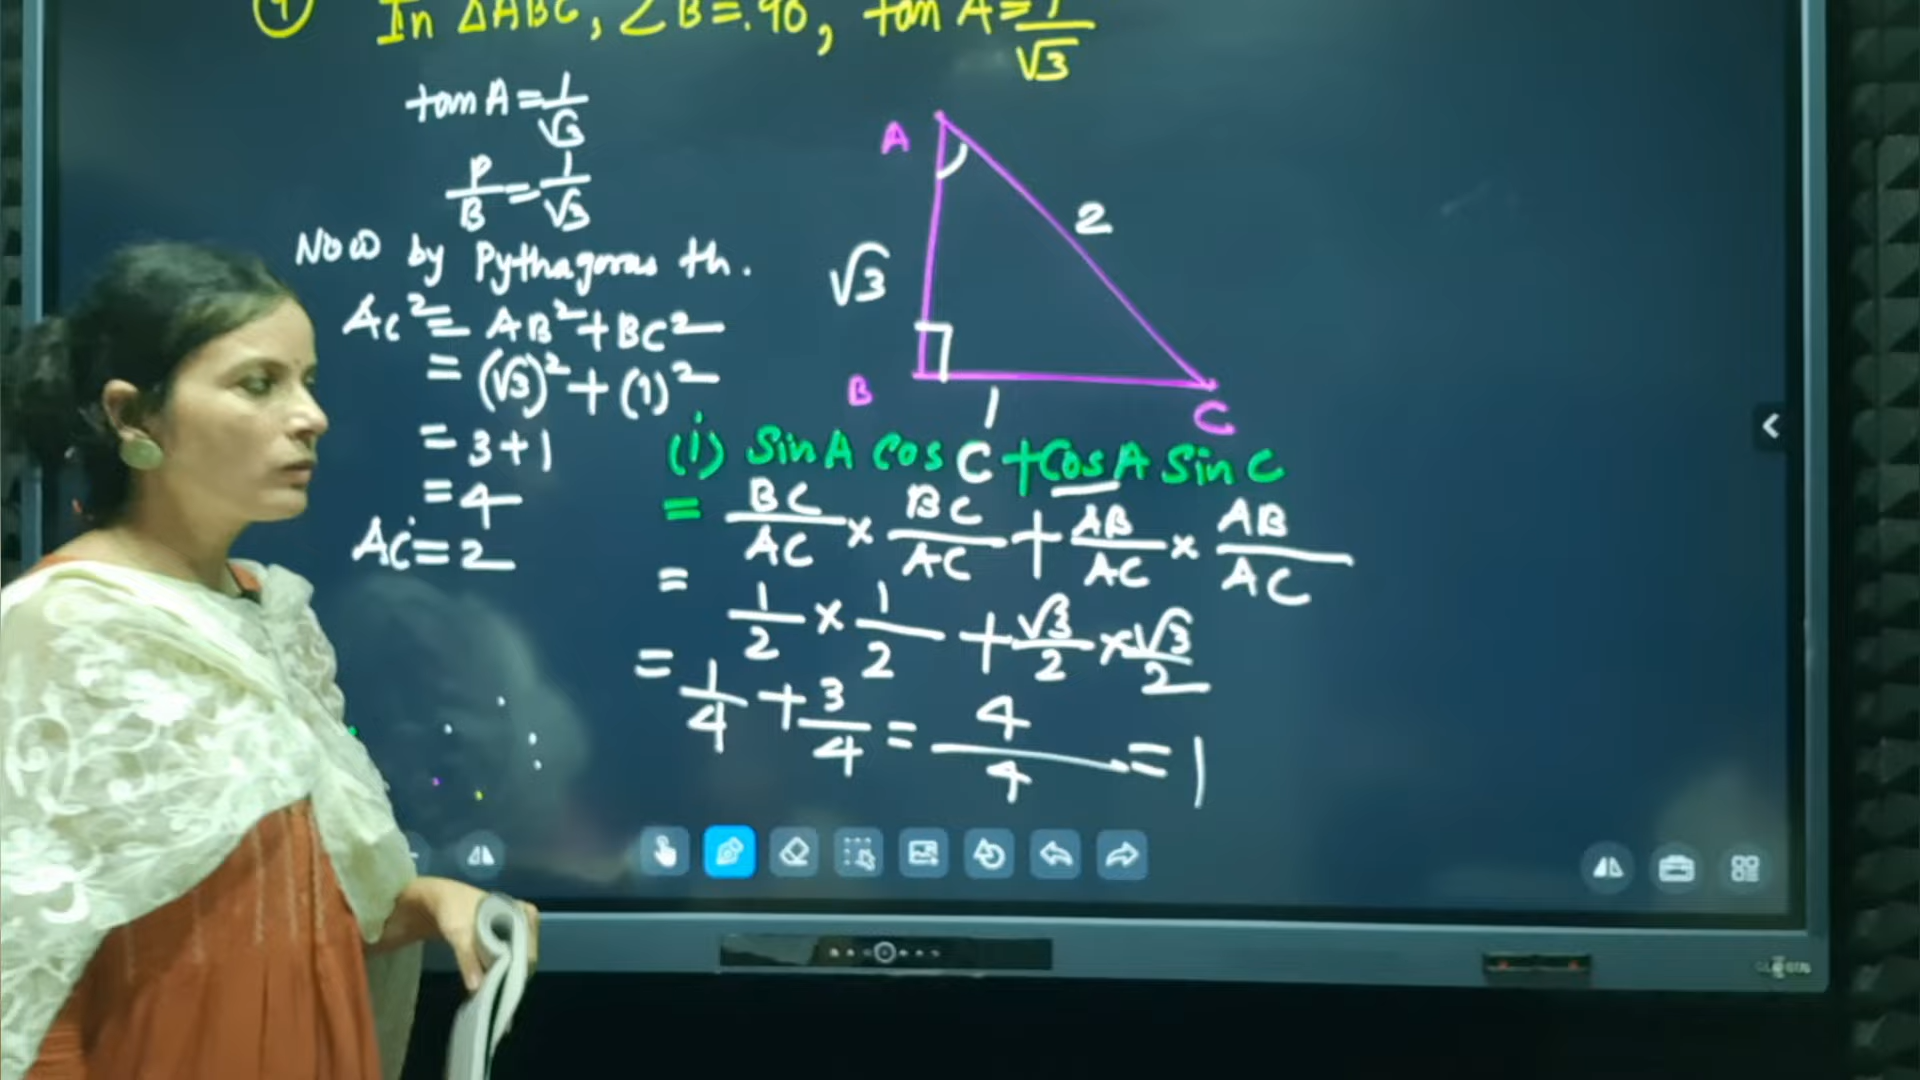 In ΔABC, ∠B=90, tan A=1/√3
tan A=1/√3
P/B=1/√3
Now by Pythagoras th.
AC²=AB²+BC²
=(√3)²+(1)²
=3+1
=4
AC=2
A
2
√3
B
1
C
(i) Sin A Cos C + Cos A Sin C
= BC/AC × BC/AC + AB/AC × AB/AC
= 1/2 × 1/2 + √3/2 × √3/2
= 1/4 + 3/4 = 4/4 = 1